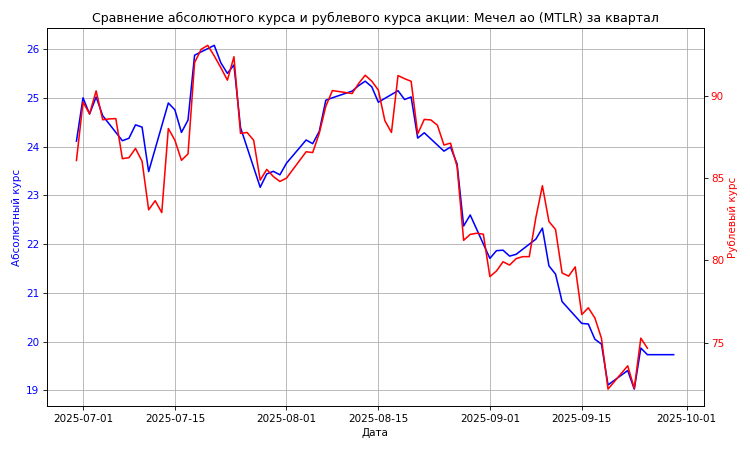 Сравнение абсолютного курса и рублевого курса акции: Мечел ао (MTLR) за квартал
26
25
24
23
22
21
20
19
Абсолютный курс
90
85
80
75
Рублевый курс
2025-07-01 2025-07-15 2025-08-01 2025-08-15 2025-09-01 2025-09-15 2025-10-01
Дата